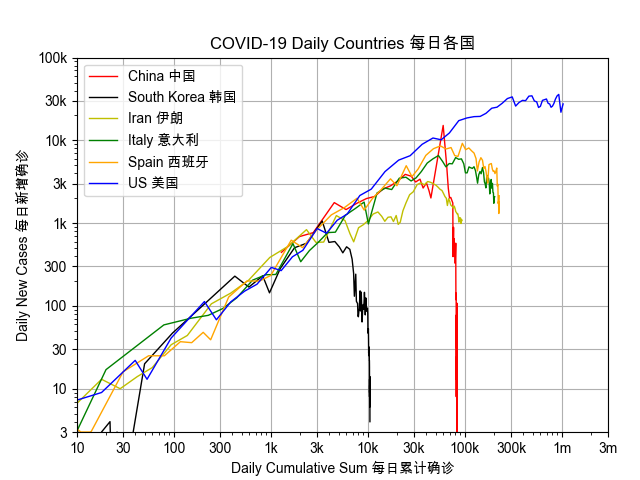 COVID-19 Daily Countries 每日各国
China 中国
South Korea 韩国
Iran 伊朗
Italy 意大利
Spain 西班牙
US 美国
Daily New Cases 每日新增确诊
100k
30k
10k
3k
1k
300
100
30
10
3
10 30 100 300 1k 3k 10k 30k 100k 300k 1m 3m
Daily Cumulative Sum 每日累计确诊